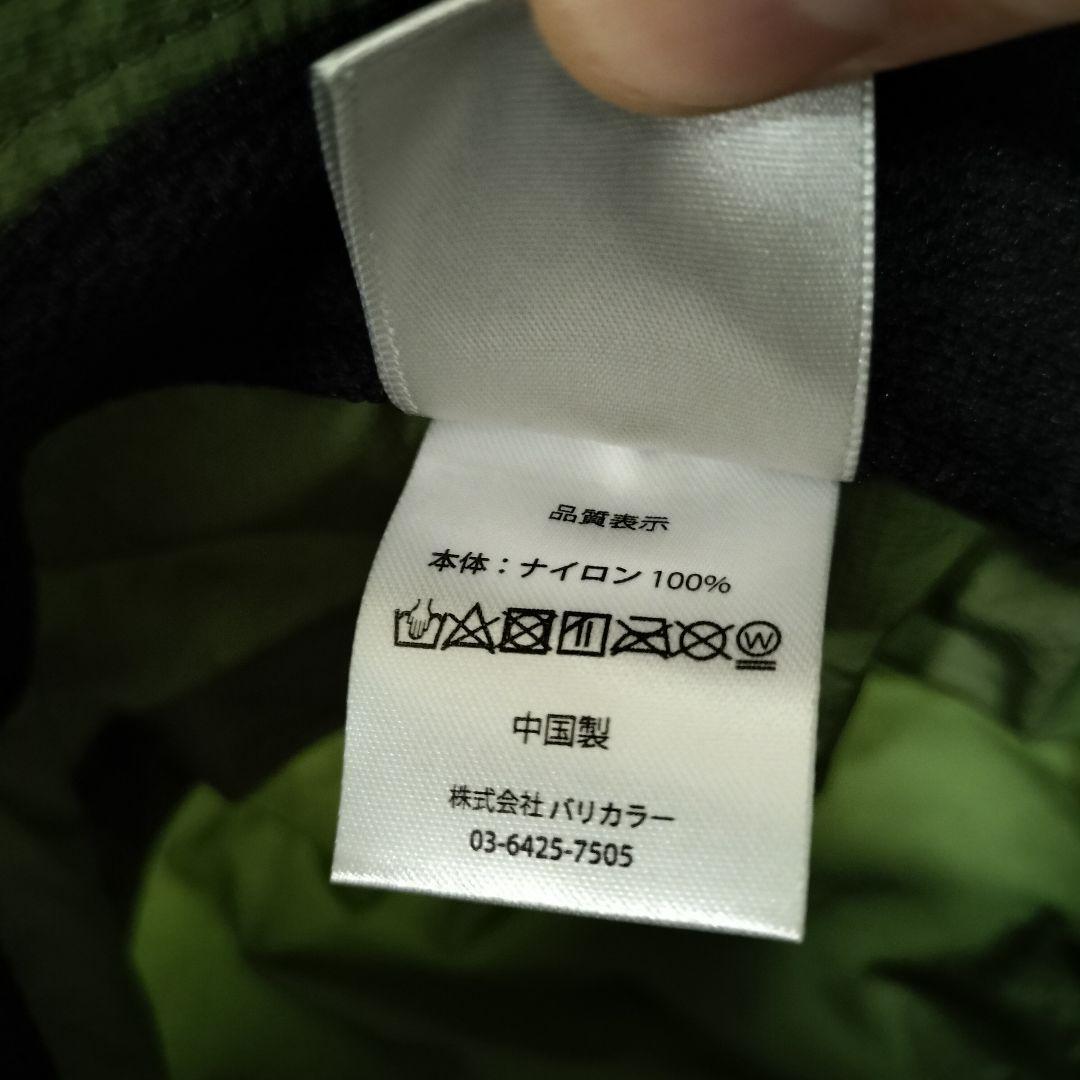 品質表示
本体：ナイロン 100%
W
中国製
株式会社 バリカラー
03-6425-7505